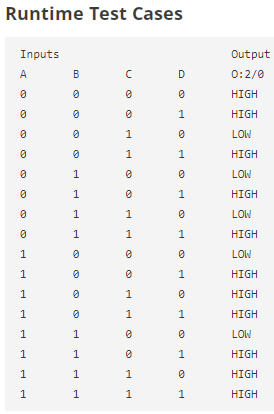 Runtime Test Cases
Inputs Output
A B C D O:2/0
0 0 0 0 HIGH
0 0 0 1 HIGH
0 0 1 0 LOW
0 0 1 1 HIGH
0 1 0 0 LOW
0 1 0 1 HIGH
0 1 1 0 LOW
0 1 1 1 HIGH
1 0 0 0 LOW
1 0 0 1 HIGH
1 0 1 0 HIGH
1 0 1 1 HIGH
1 1 0 0 LOW
1 1 0 1 HIGH
1 1 1 0 HIGH
1 1 1 1 HIGH